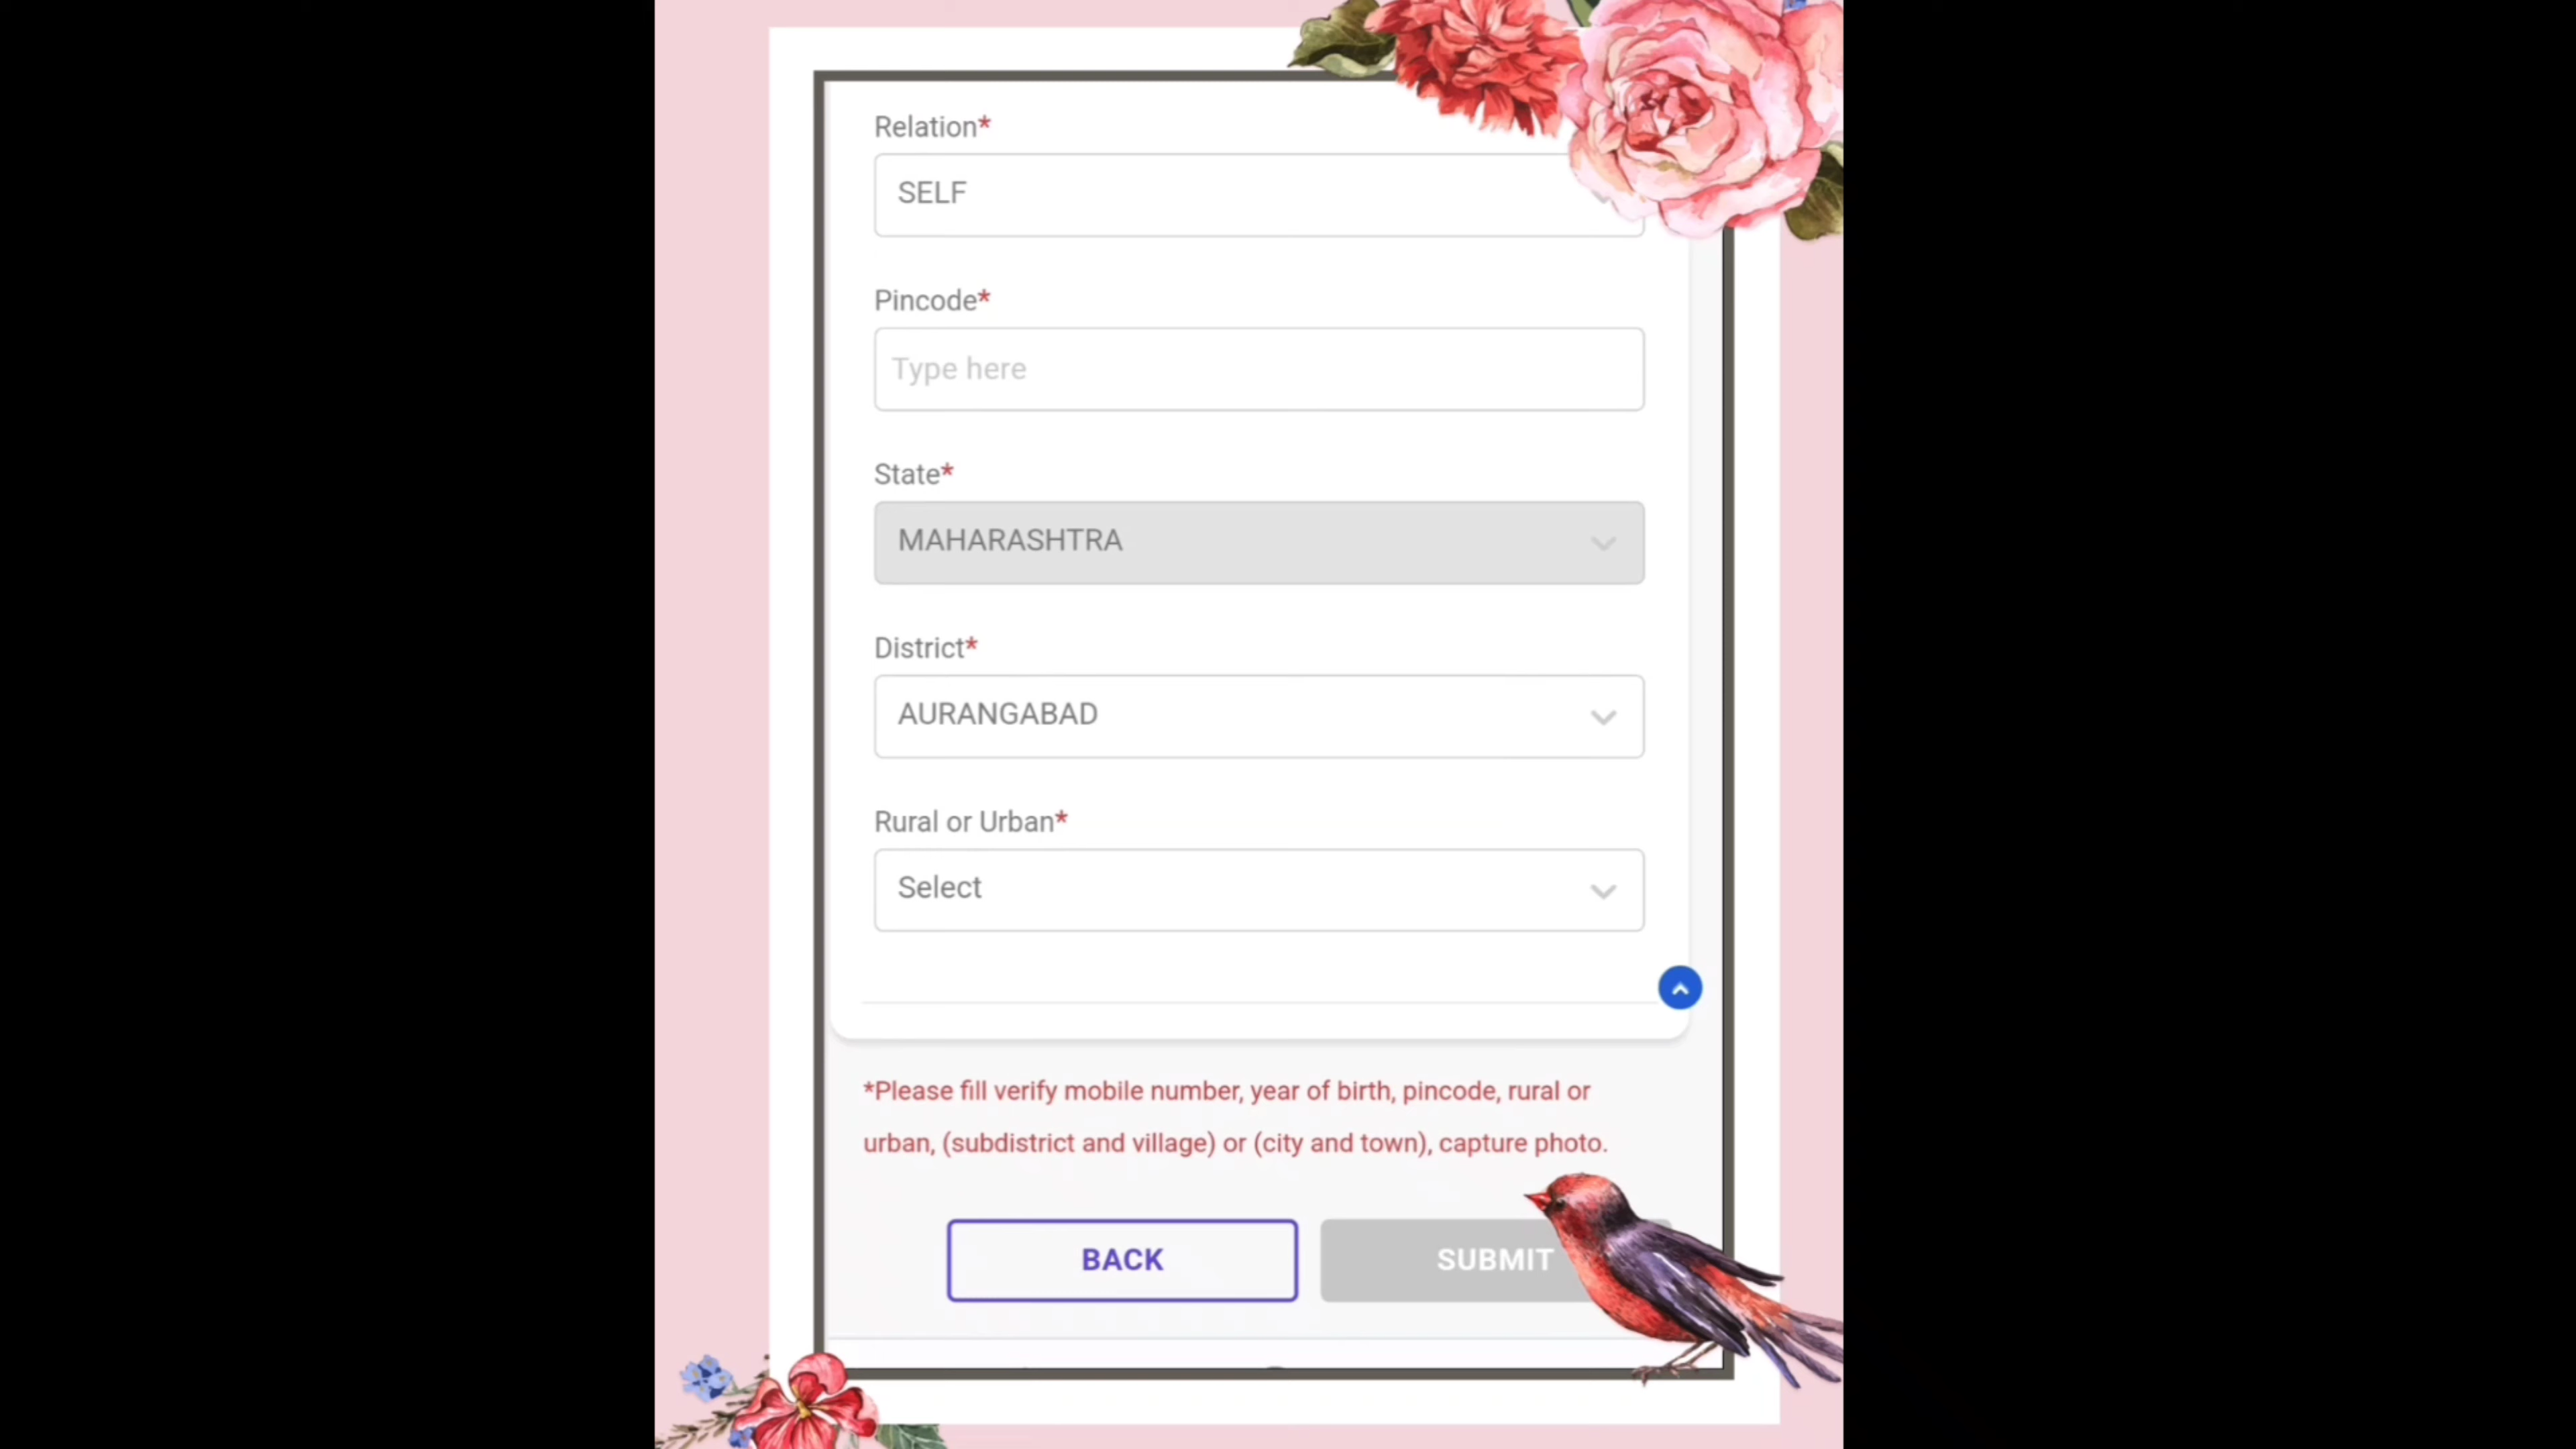 Relation*
SELF
Pincode*
Type here
State*
MAHARASHTRA
District*
AURANGABAD
Rural or Urban*
Select
*Please fill verify mobile number, year of birth, pincode, rural or
urban, (subdistrict and village) or (city and town), capture photo.
BACK
SUBMIT